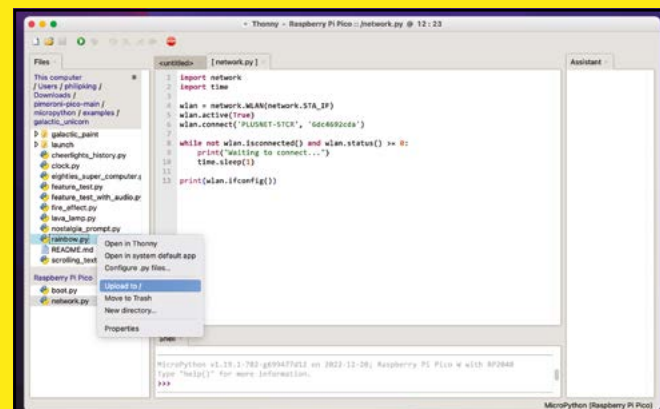 Thonny - Raspberry Pi Pico :: /network.py @ 12 : 23
Files
This computer
/ Users / philipking /
Downloads /
pimoroni-pico-main /
micropython / examples /
galactic_unicorn
galactic_paint
launch
cheerlights_history.py
clock.py
eighties_super_computer.p
feature_test.py
feature_test_with_audio.py
fire_effect.py
lava_lamp.py
nostalgia_prompt.py
rainbow.py
README.md
scrolling_text
Raspberry Pi Pico
boot.py
network.py
Open in Thonny
Open in system default app
Configure .py files...
Upload to /
Move to Trash
New directory...
Properties
<untitled>
[ network.py ]
1 import network
2 import time
3
4 wlan = network.WLAN(network.STA_IF)
5 wlan.active(True)
6 wlan.connect('PLUSNET-STCR', '6dc4692cda')
7
8 while not wlan.isconnected() and wlan.status() >= 0:
9 print("Waiting to connect...")
10 time.sleep(1)
11
12 print(wlan.ifconfig())
13
Shell
MicroPython on 2022-12-20; Raspberry Pi Pico W with RP2040
Type "help()" for more information.
>>>
Assistant
MicroPython (Raspberry Pi Pico)